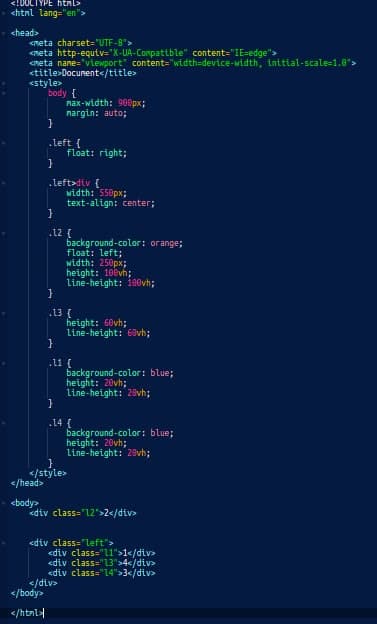 <!DOCTYPE html>
<html lang="en">
<head>
<meta charset="UTF-8">
<meta http-equiv="X-UA-Compatible" content="IE=edge">
<meta name="viewport" content="width=device-width, initial-scale=1.0">
<title>Document</title>
<style>
body {
max-width: 900px;
margin: auto;
}
.left {
float: right;
}
.left>div {
width: 550px;
text-align: center;
}
.l2 {
background-color: orange;
float: left;
width: 250px;
height: 100vh;
line-height: 100vh;
}
.l3 {
height: 60vh;
line-height: 60vh;
}
.l1 {
background-color: blue;
height: 20vh;
line-height: 20vh;
}
.l4 {
background-color: blue;
height: 20vh;
line-height: 20vh;
}
</style>
</head>
<body>
<div class="l2">2</div>
<div class="left">
<div class="l1">1</div>
<div class="l3">4</div>
<div class="l4">3</div>
</div>
</body>
</html>